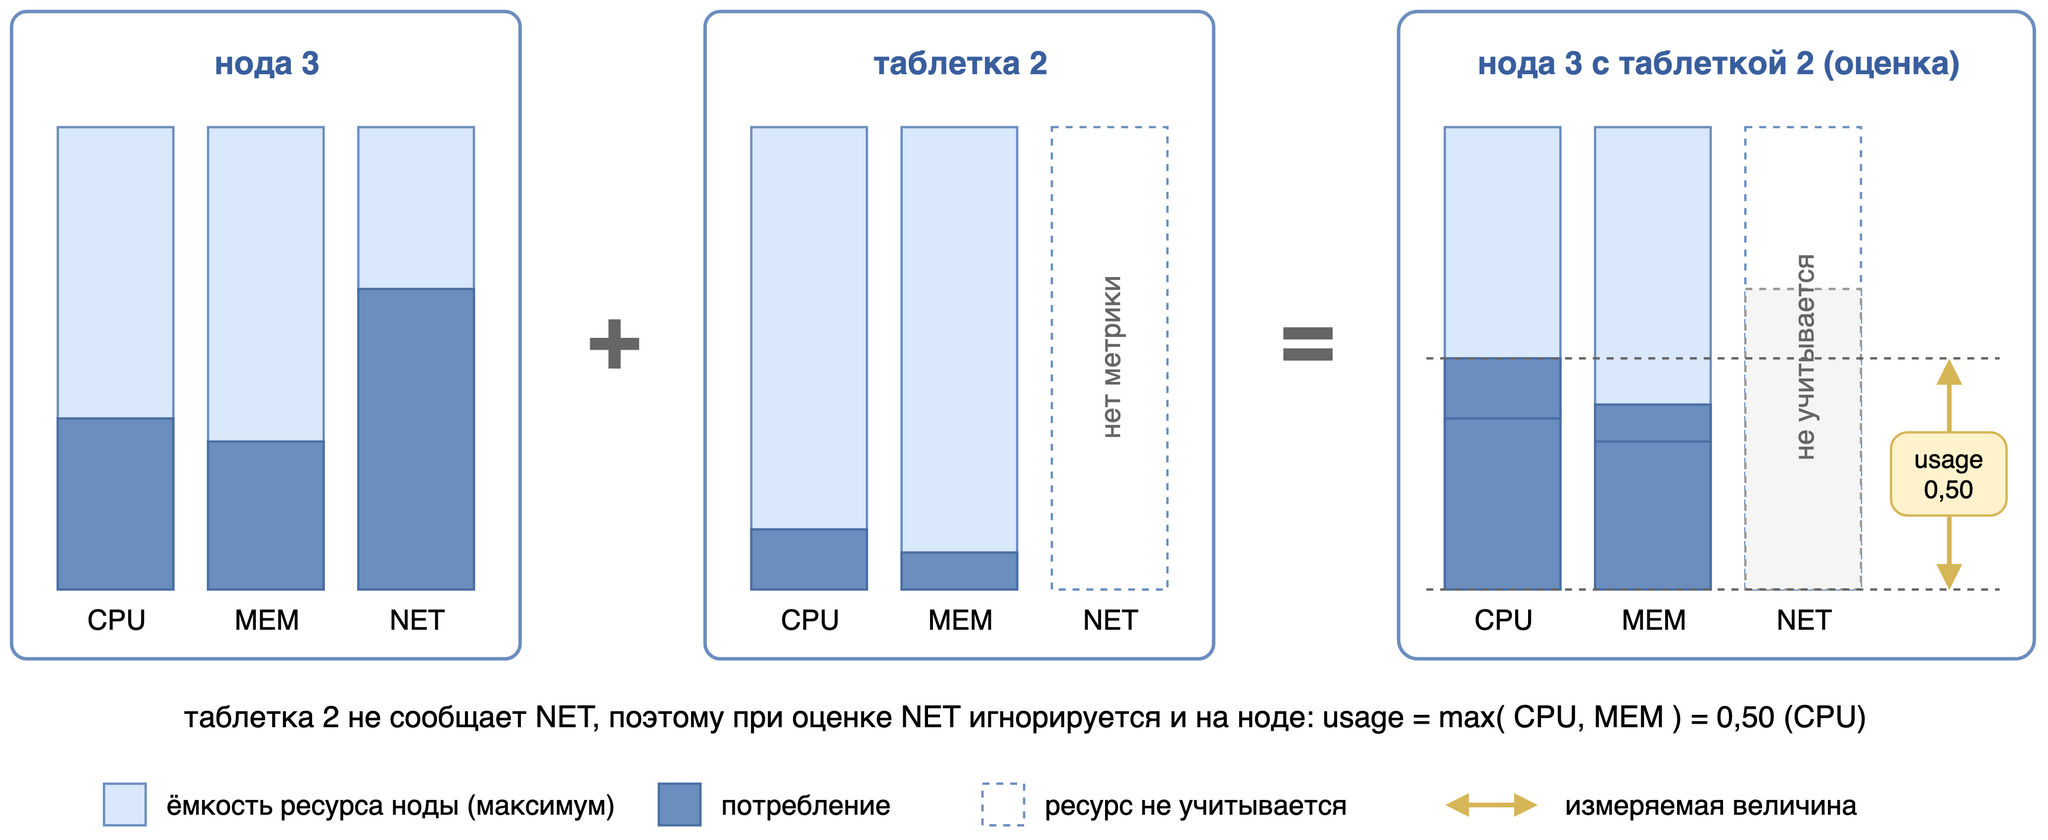 нода 3
таблетка 2
нода 3 с таблеткой 2 (оценка)
CPU
MEM
NET
нет метрики
CPU
MEM
NET
не учитывается
usage
0,50
CPU
MEM
NET
таблетка 2 не сообщает NET, поэтому при оценке NET игнорируется и на ноде: usage = max( CPU, MEM ) = 0,50 (CPU)
ёмкость ресурса ноды (максимум)
потребление
ресурс не учитывается
измеряемая величина